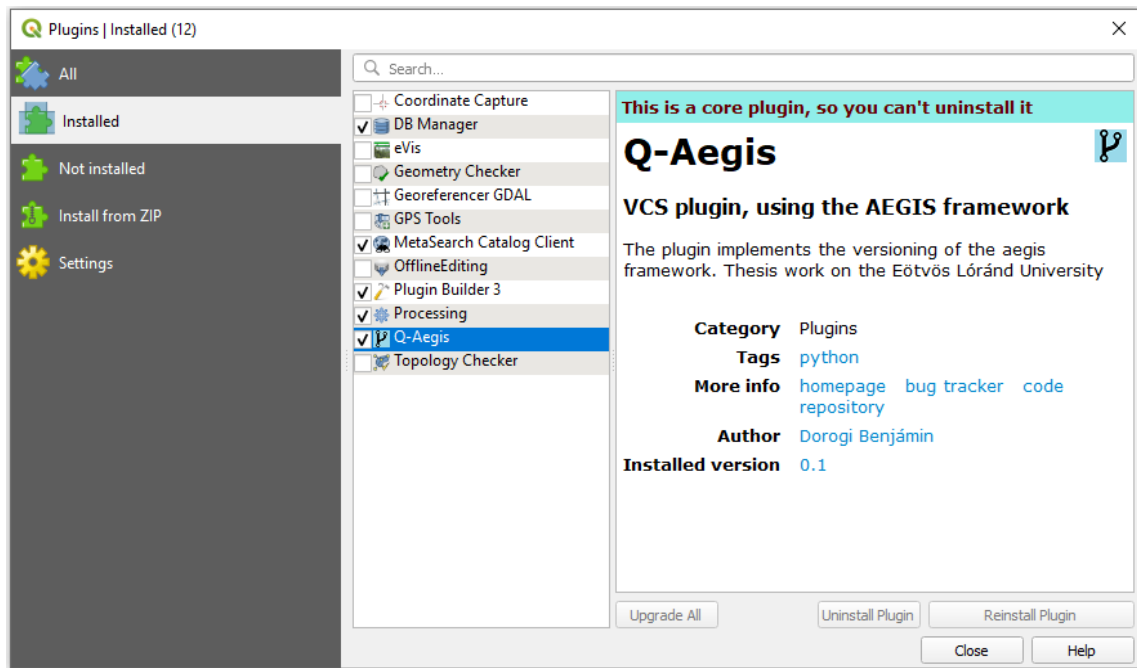 Plugins | Installed (12)
All
Installed
Not installed
Install from ZIP
Settings
Search...
Coordinate Capture
DB Manager
eVis
Geometry Checker
Georeferencer GDAL
GPS Tools
MetaSearch Catalog Client
OfflineEditing
Plugin Builder 3
Processing
Q-Aegis
Topology Checker
This is a core plugin, so you can't uninstall it
Q-Aegis
VCS plugin, using the AEGIS framework
The plugin implements the versioning of the aegis
framework. Thesis work on the Eötvös Lóránd University
Category Plugins
Tags python
More info homepage bug tracker code
repository
Author Dorogi Benjámin
Installed version 0.1
Upgrade All Uninstall Plugin Reinstall Plugin
Close Help